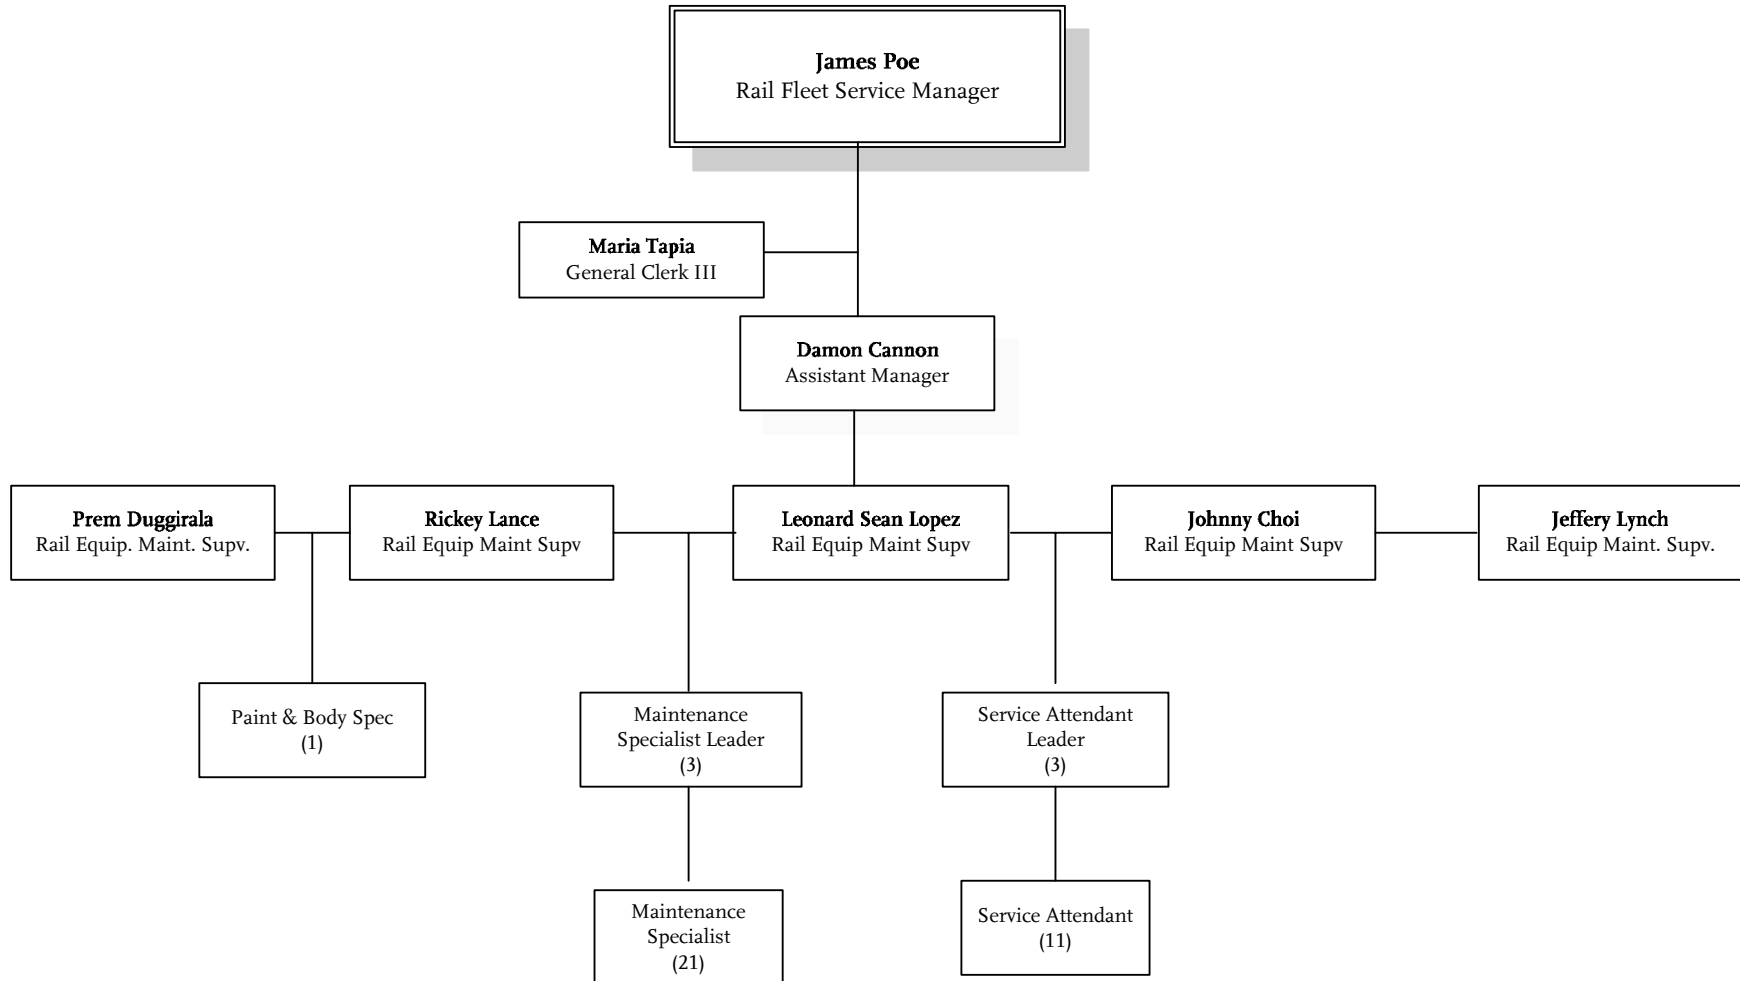 James Poe
Rail Fleet Service Manager
Maria Tapia
General Clerk III
Damon Cannon
Assistant Manager
Prem Duggirala
Rail Equip. Maint. Supv.
Rickey Lance
Rail Equip Maint Supv
Leonard Sean Lopez
Rail Equip Maint Supv
Johnny Choi
Rail Equip Maint Supv
Jeffery Lynch
Rail Equip Maint. Supv.
Paint & Body Spec
(1)
Maintenance
Specialist Leader
(3)
Service Attendant
Leader
(3)
Maintenance
Specialist
(21)
Service Attendant
(11)